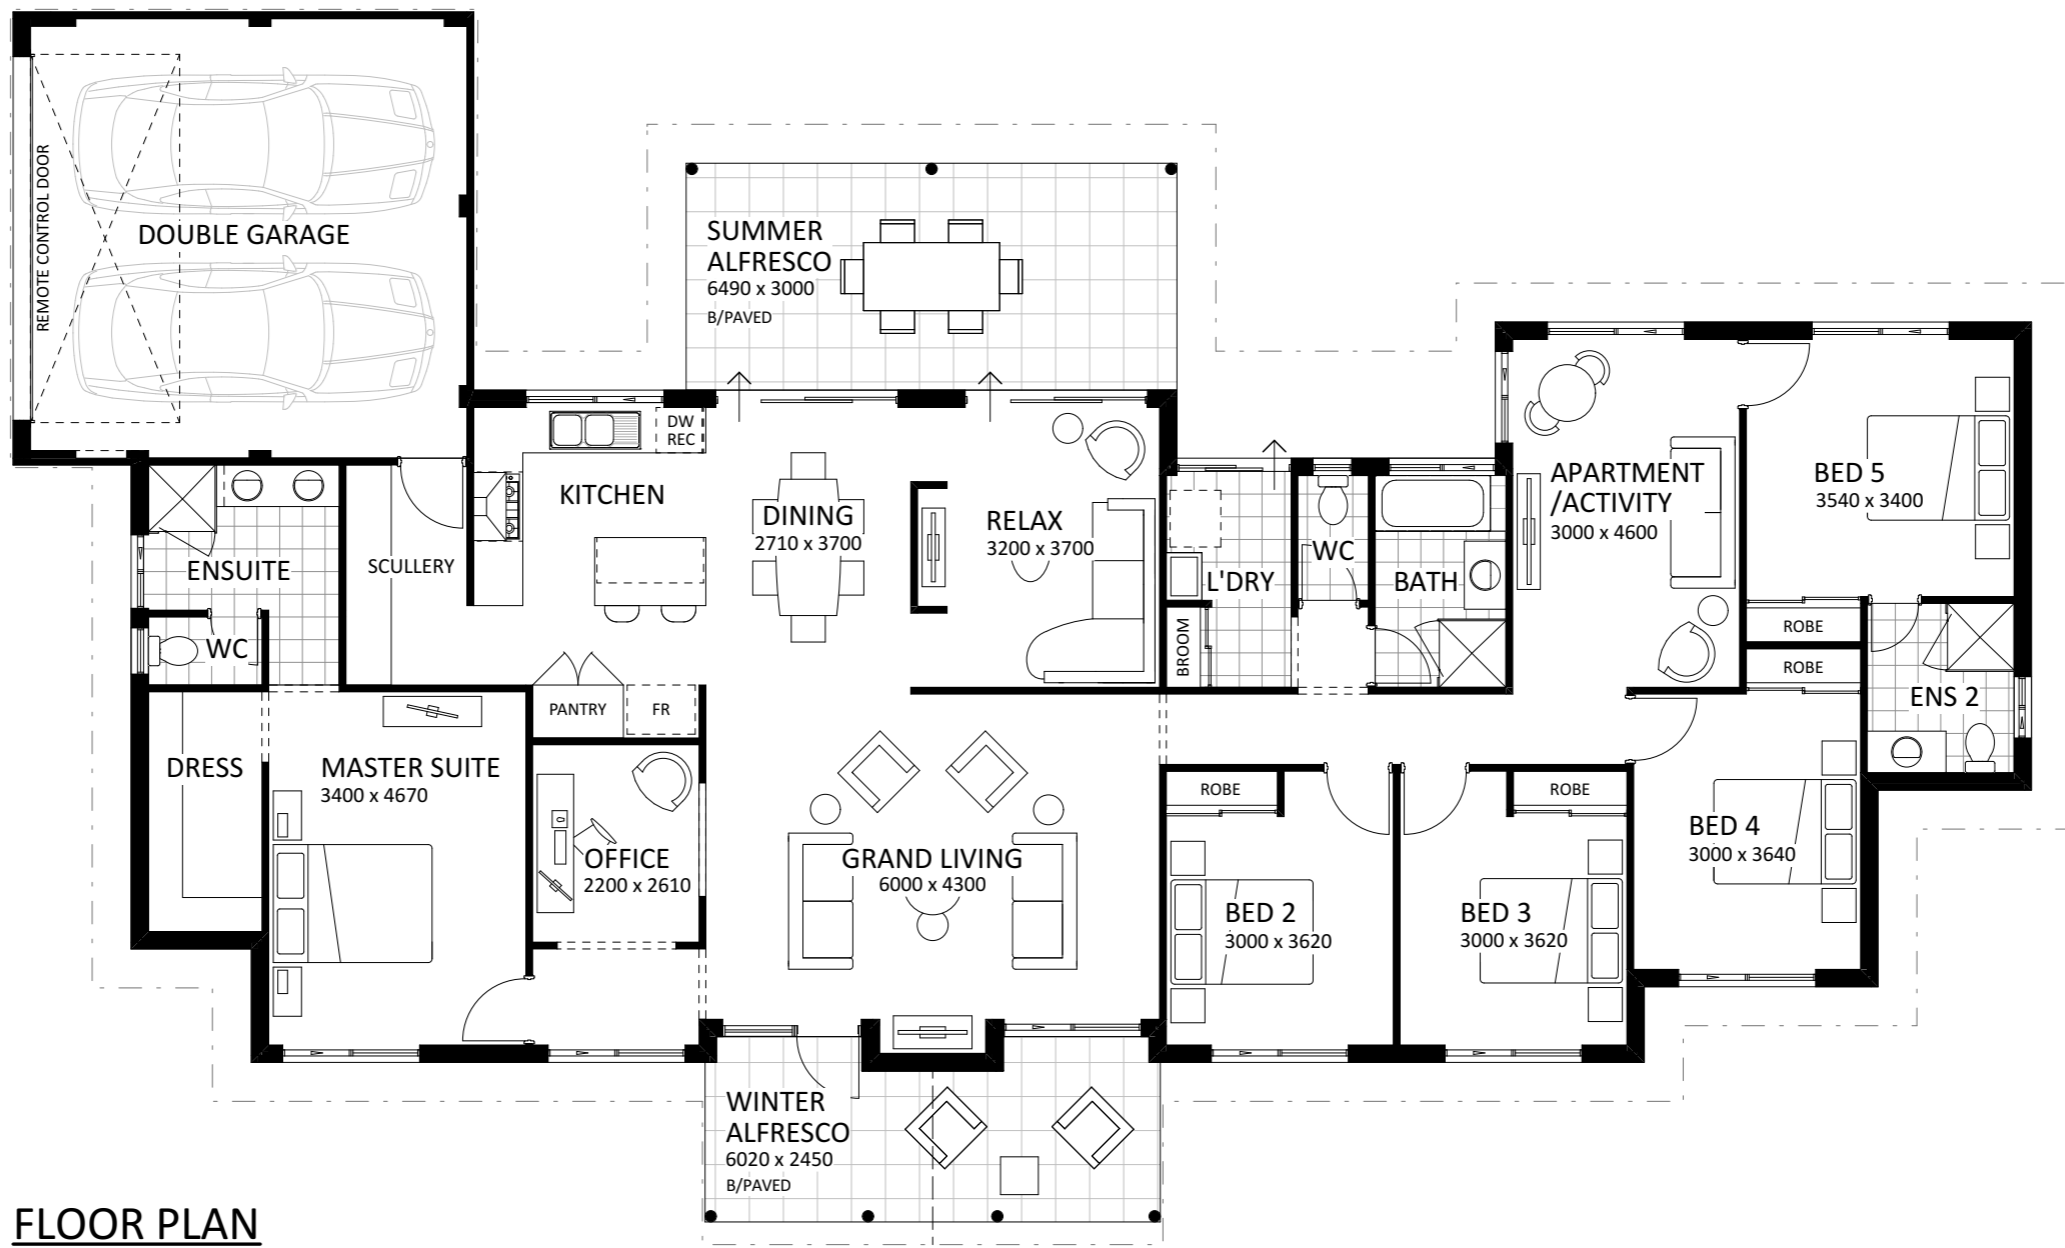 REMOTE CONTROL DOOR
DOUBLE GARAGE
SUMMER
ALFRESCO
6490 x 3000
B/PAVED
DW
REC
KITCHEN
DINING
2710 x 3700
RELAX
3200 x 3700
SCULLERY
ENSUITE
WC
L'DRY
BROOM
WC
BATH
APARTMENT
/ACTIVITY
3000 x 4600
BED 5
3540 x 3400
ROBE
ROBE
ENS 2
PANTRY
FR
DRESS
MASTER SUITE
3400 x 4670
OFFICE
2200 x 2610
GRAND LIVING
6000 x 4300
ROBE
BED 2
3000 x 3620
ROBE
BED 3
3000 x 3620
BED 4
3000 x 3640
WINTER
ALFRESCO
6020 x 2450
B/PAVED
FLOOR PLAN